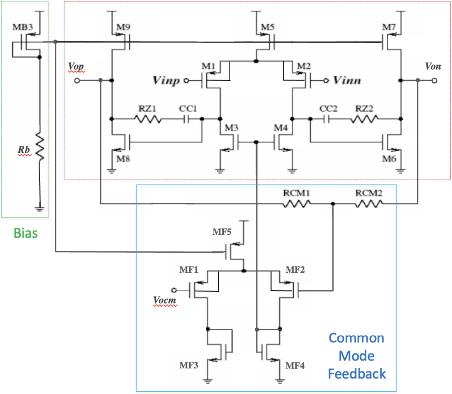 MB3 M9 M5 M7
Vop M1 M2 Von
Vinp Vinn
RZ1 CC1 CC2 RZ2
Rb M8 M3 M4 M6
RCM1 RCM2
Bias
MF5
MF1 MF2
Vocm
MF3 MF4
Common
Mode
Feedback